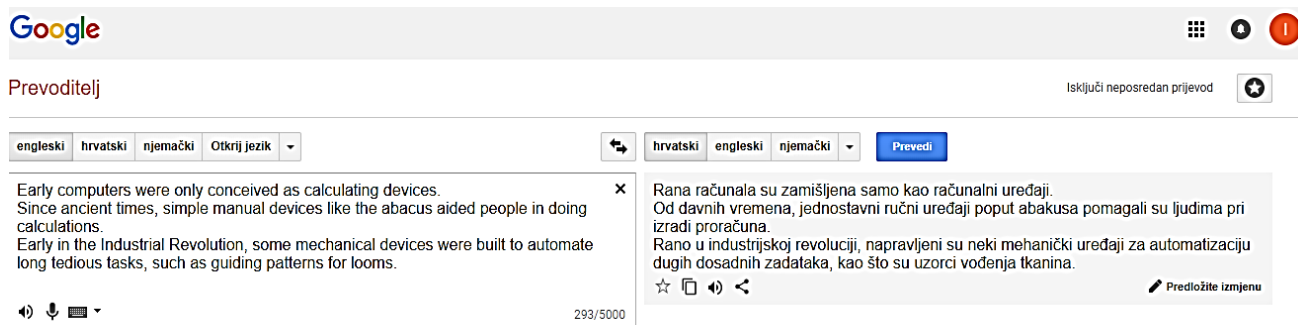 Google
I
Prevoditelj
Isključi neposredan prijevod
engleski hrvatski njemački Otkrij jezik
hrvatski engleski njemački Prevedi
Early computers were only conceived as calculating devices.
Since ancient times, simple manual devices like the abacus aided people in doing
calculations.
Early in the Industrial Revolution, some mechanical devices were built to automate
long tedious tasks, such as guiding patterns for looms.
293/5000
Rana računala su zamišljena samo kao računalni uređaji.
Od davnih vremena, jednostavni ručni uređaji poput abakusa pomagali su ljudima pri
izradi proračuna.
Rano u industrijskoj revoluciji, napravljeni su neki mehanički uređaji za automatizaciju
dugih dosadnih zadataka, kao što su uzorci vođenja tkanina.
Predložite izmjenu